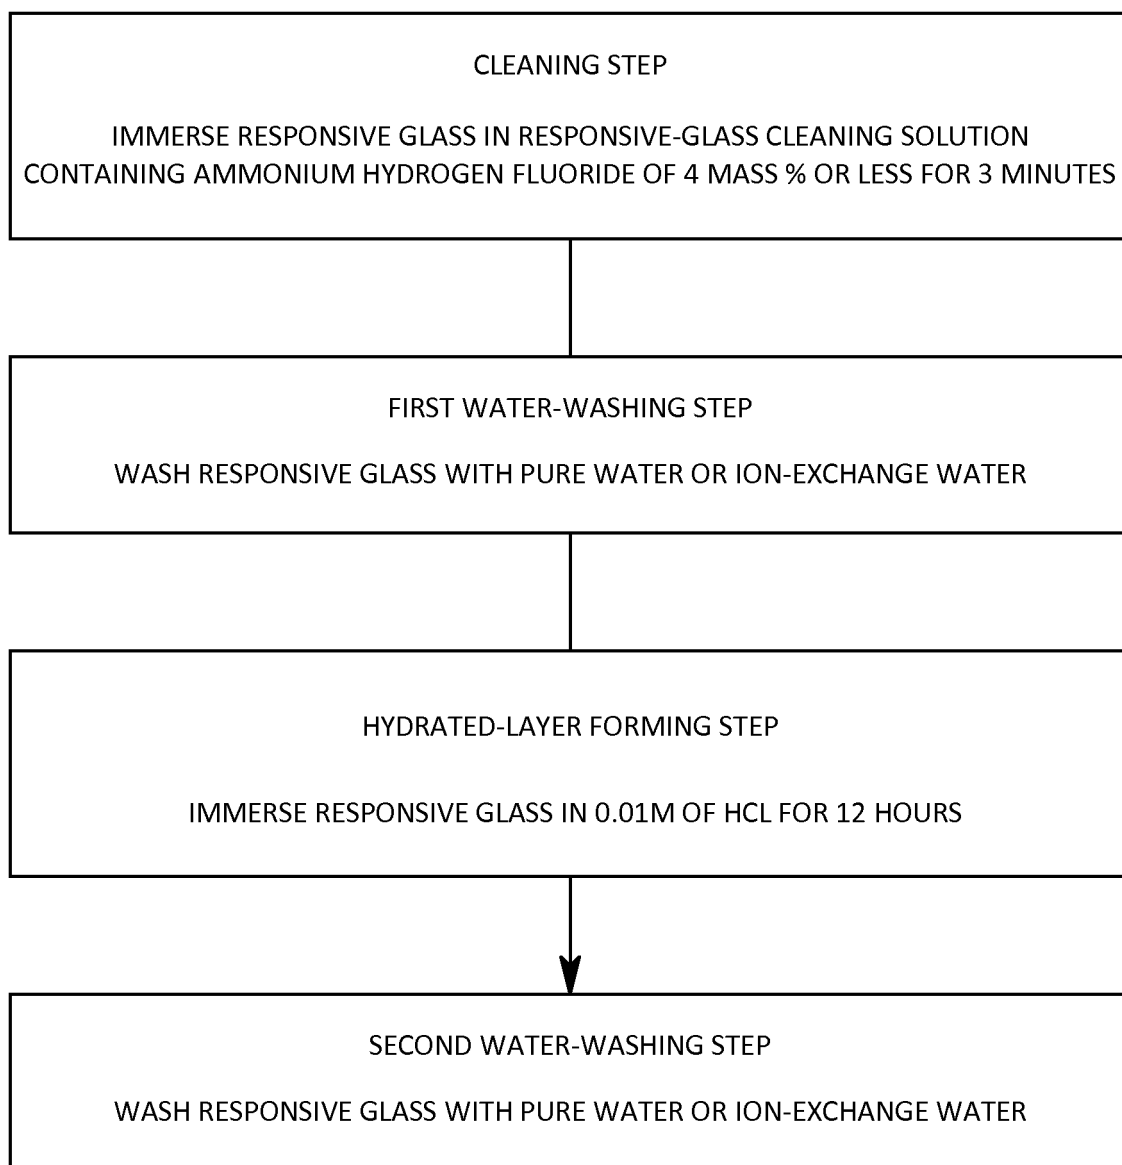 CLEANING STEP
IMMERSE RESPONSIVE GLASS IN RESPONSIVE-GLASS CLEANING SOLUTION
CONTAINING AMMONIUM HYDROGEN FLUORIDE OF 4 MASS % OR LESS FOR 3 MINUTES
FIRST WATER-WASHING STEP
WASH RESPONSIVE GLASS WITH PURE WATER OR ION-EXCHANGE WATER
HYDRATED-LAYER FORMING STEP
IMMERSE RESPONSIVE GLASS IN 0.01M OF HCL FOR 12 HOURS
SECOND WATER-WASHING STEP
WASH RESPONSIVE GLASS WITH PURE WATER OR ION-EXCHANGE WATER